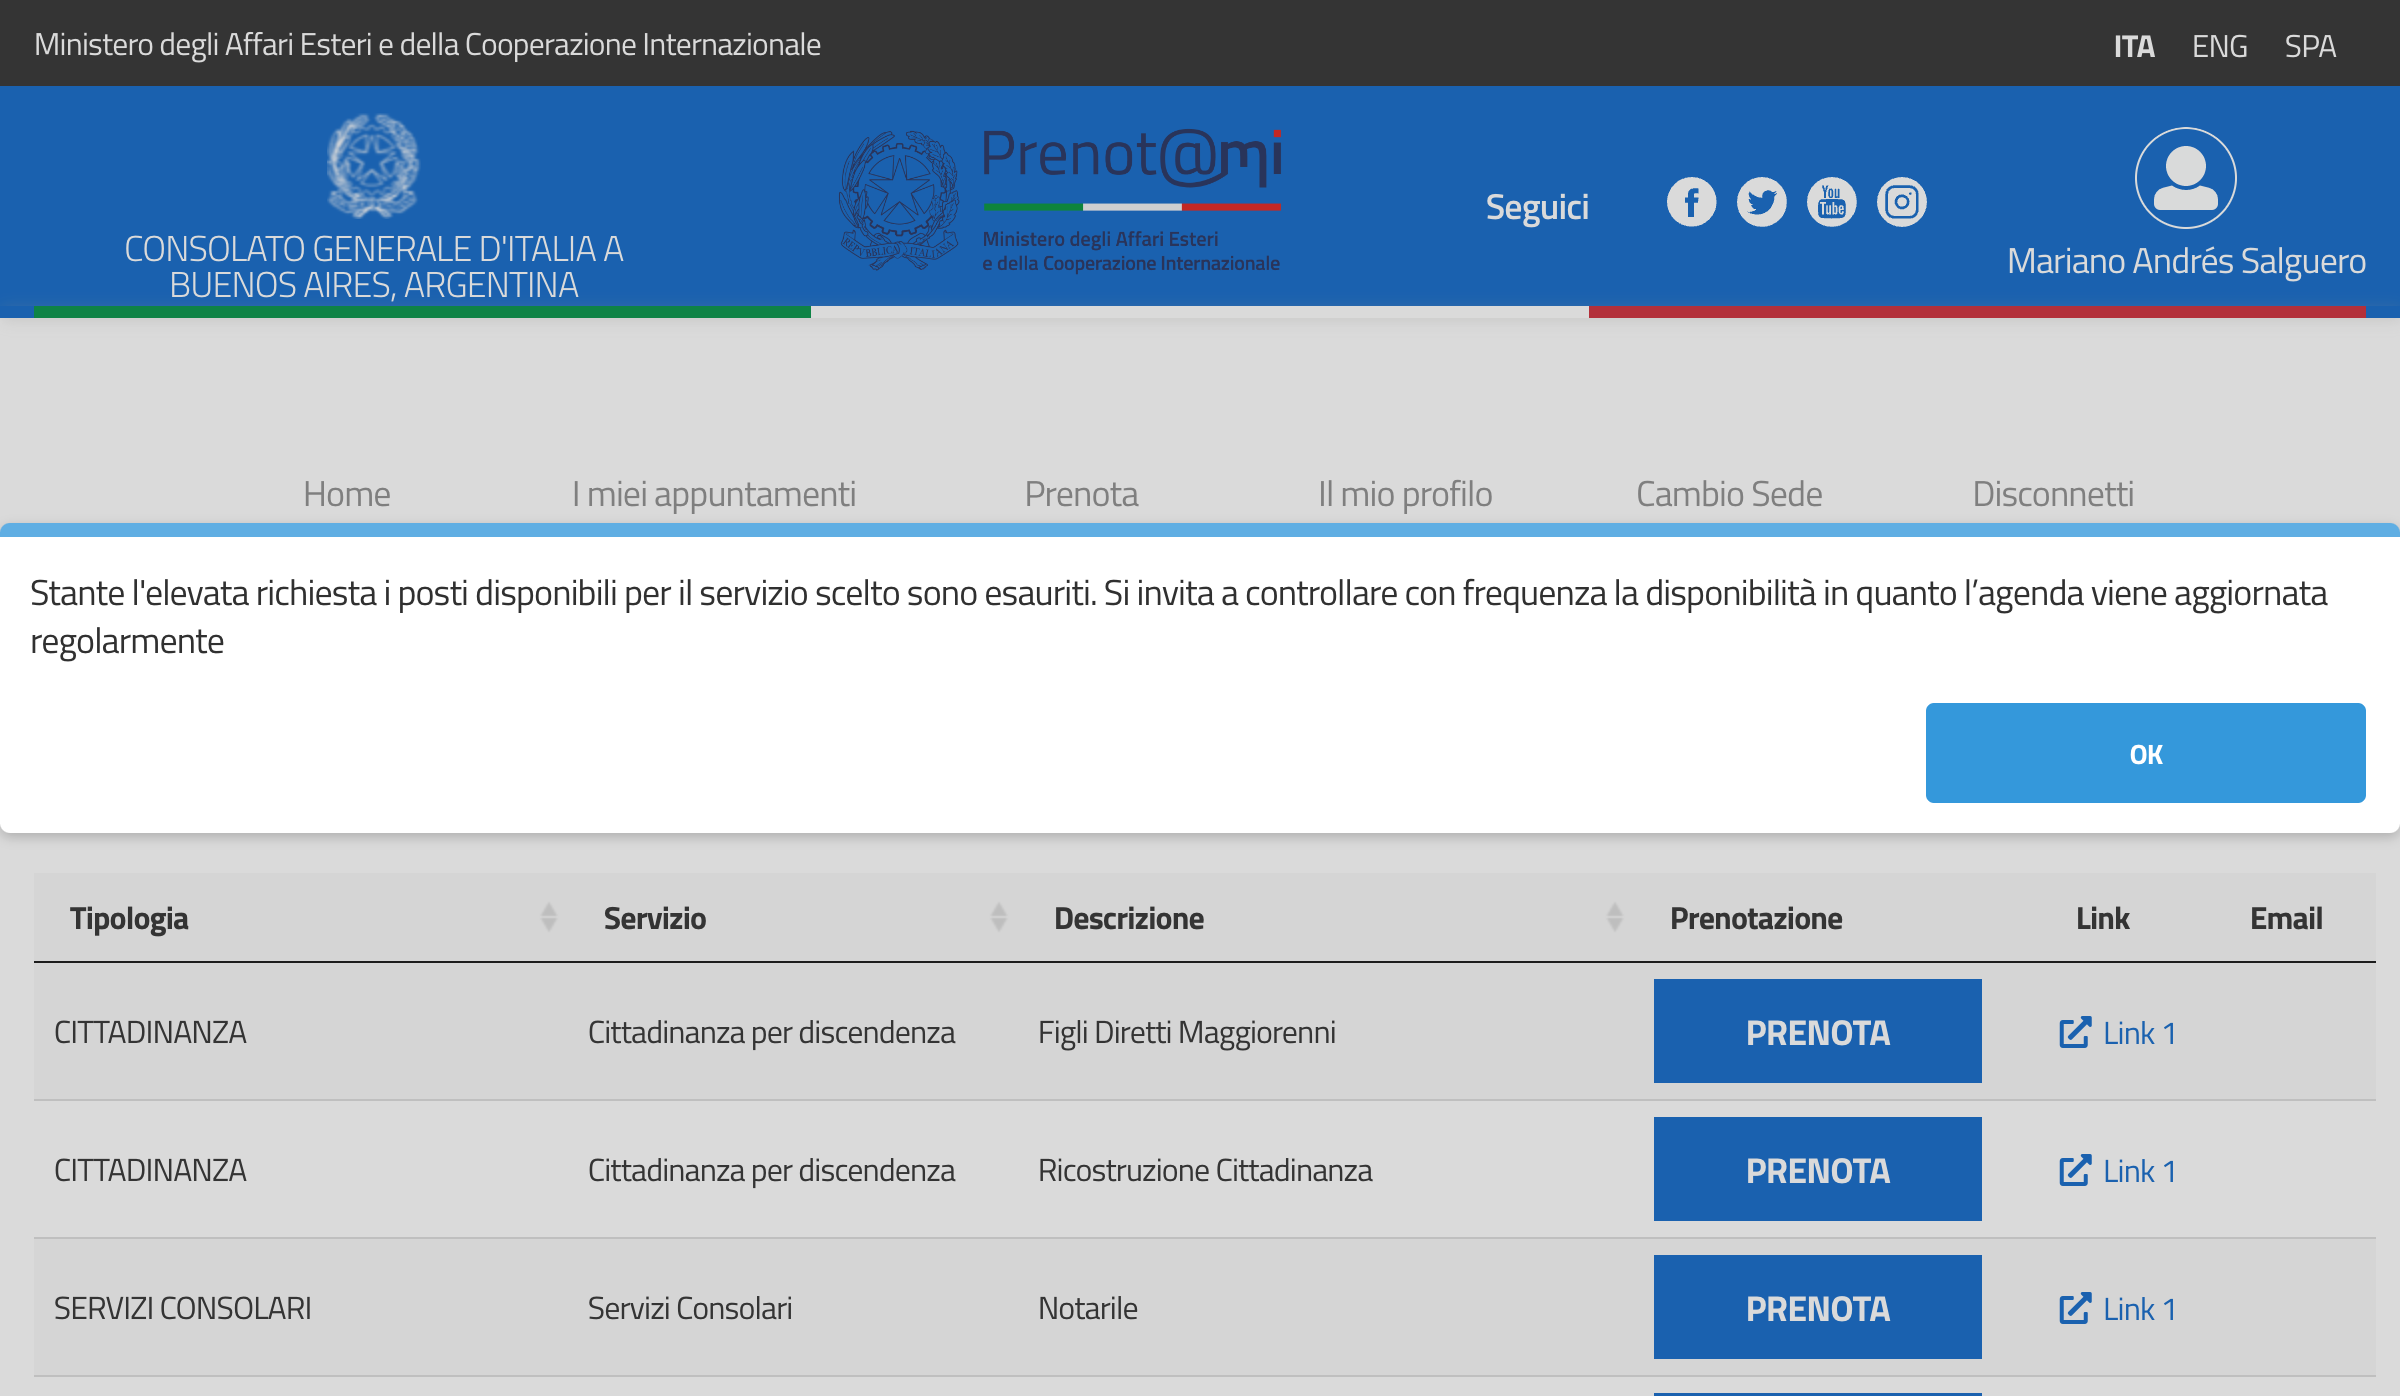 Ministero degli Affari Esteri e della Cooperazione Internazionale
ITA ENG SPA
CONSOLATO GENERALE D'ITALIA A
BUENOS AIRES, ARGENTINA
REPVBBLICA ITALIANA
Prenot@mi
Ministero degli Affari Esteri
e della Cooperazione Internazionale
Seguici
You Tube
Mariano Andrés Salguero
Home I miei appuntamenti Prenota Il mio profilo Cambio Sede Disconnetti
Stante l'elevata richiesta i posti disponibili per il servizio scelto sono esauriti. Si invita a controllare con frequenza la disponibilità in quanto l’agenda viene aggiornata
regolarmente
OK
Tipologia Servizio Descrizione Prenotazione Link Email
CITTADINANZA Cittadinanza per discendenza Figli Diretti Maggiorenni PRENOTA Link 1
CITTADINANZA Cittadinanza per discendenza Ricostruzione Cittadinanza PRENOTA Link 1
SERVIZI CONSOLARI Servizi Consolari Notarile PRENOTA Link 1